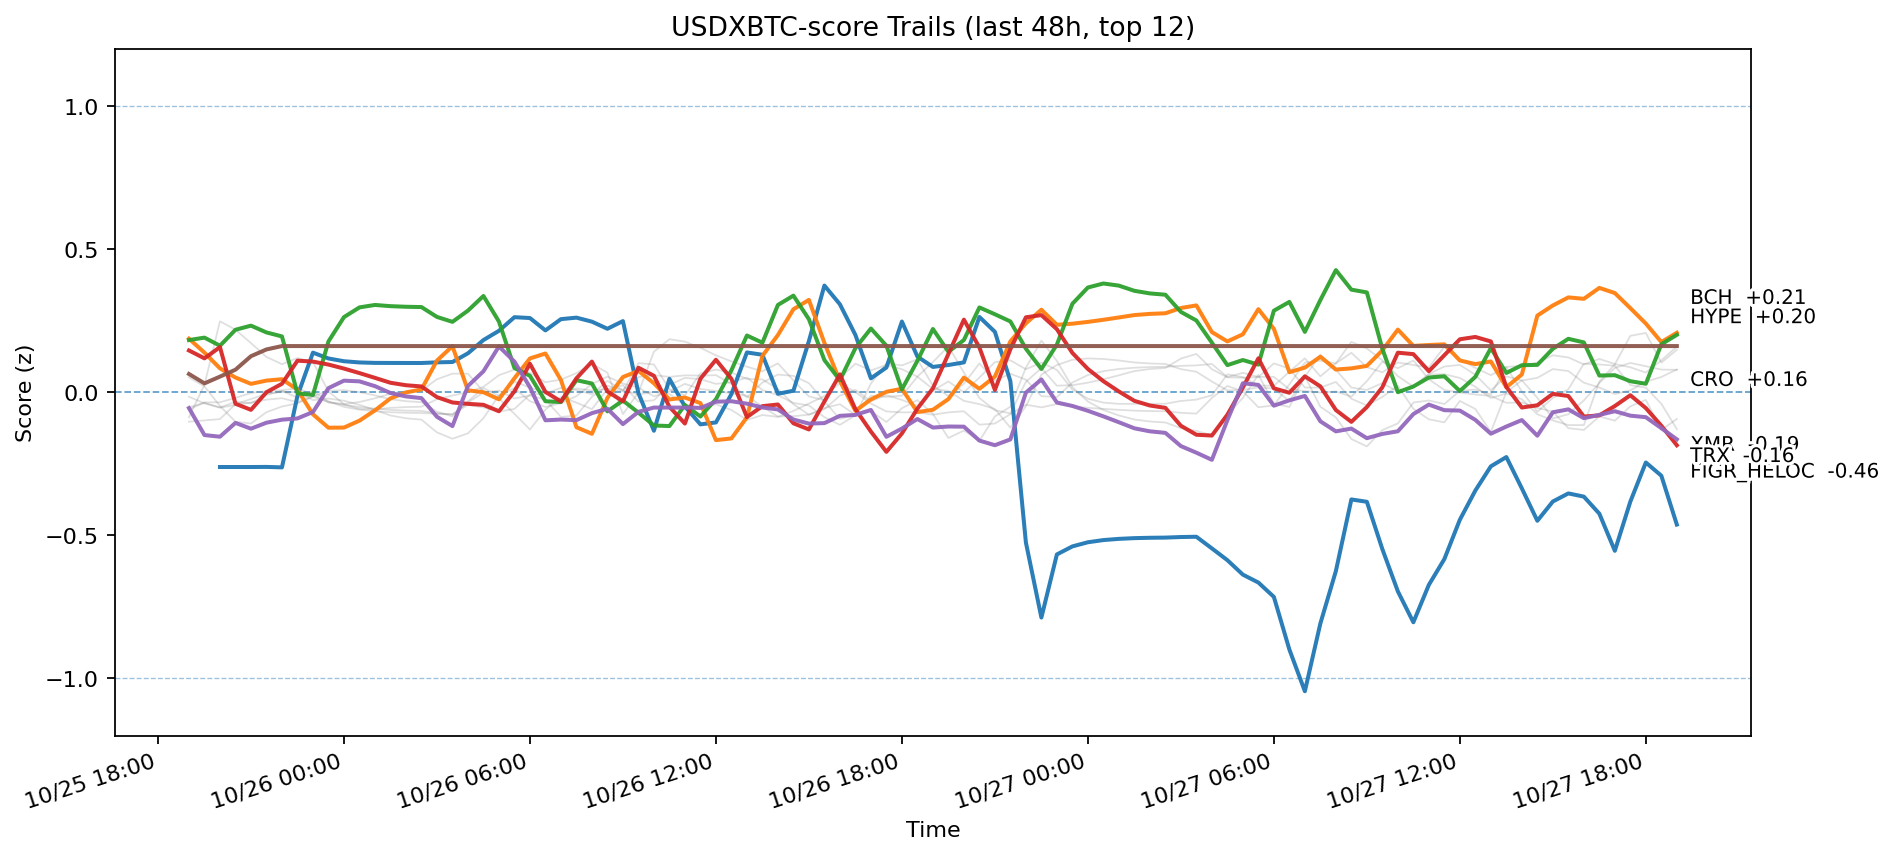 USDXBTC-score Trails (last 48h, top 12)
Score (z)
1.0
0.5
0.0
−0.5
−1.0
BCH +0.21
HYPE +0.20
CRO +0.16
XMR -0.19
TRX -0.16
FIGR_HELOC -0.46
10/25 18:00
10/26 00:00
10/26 06:00
10/26 12:00
10/26 18:00
10/27 00:00
10/27 06:00
10/27 12:00
10/27 18:00
Time